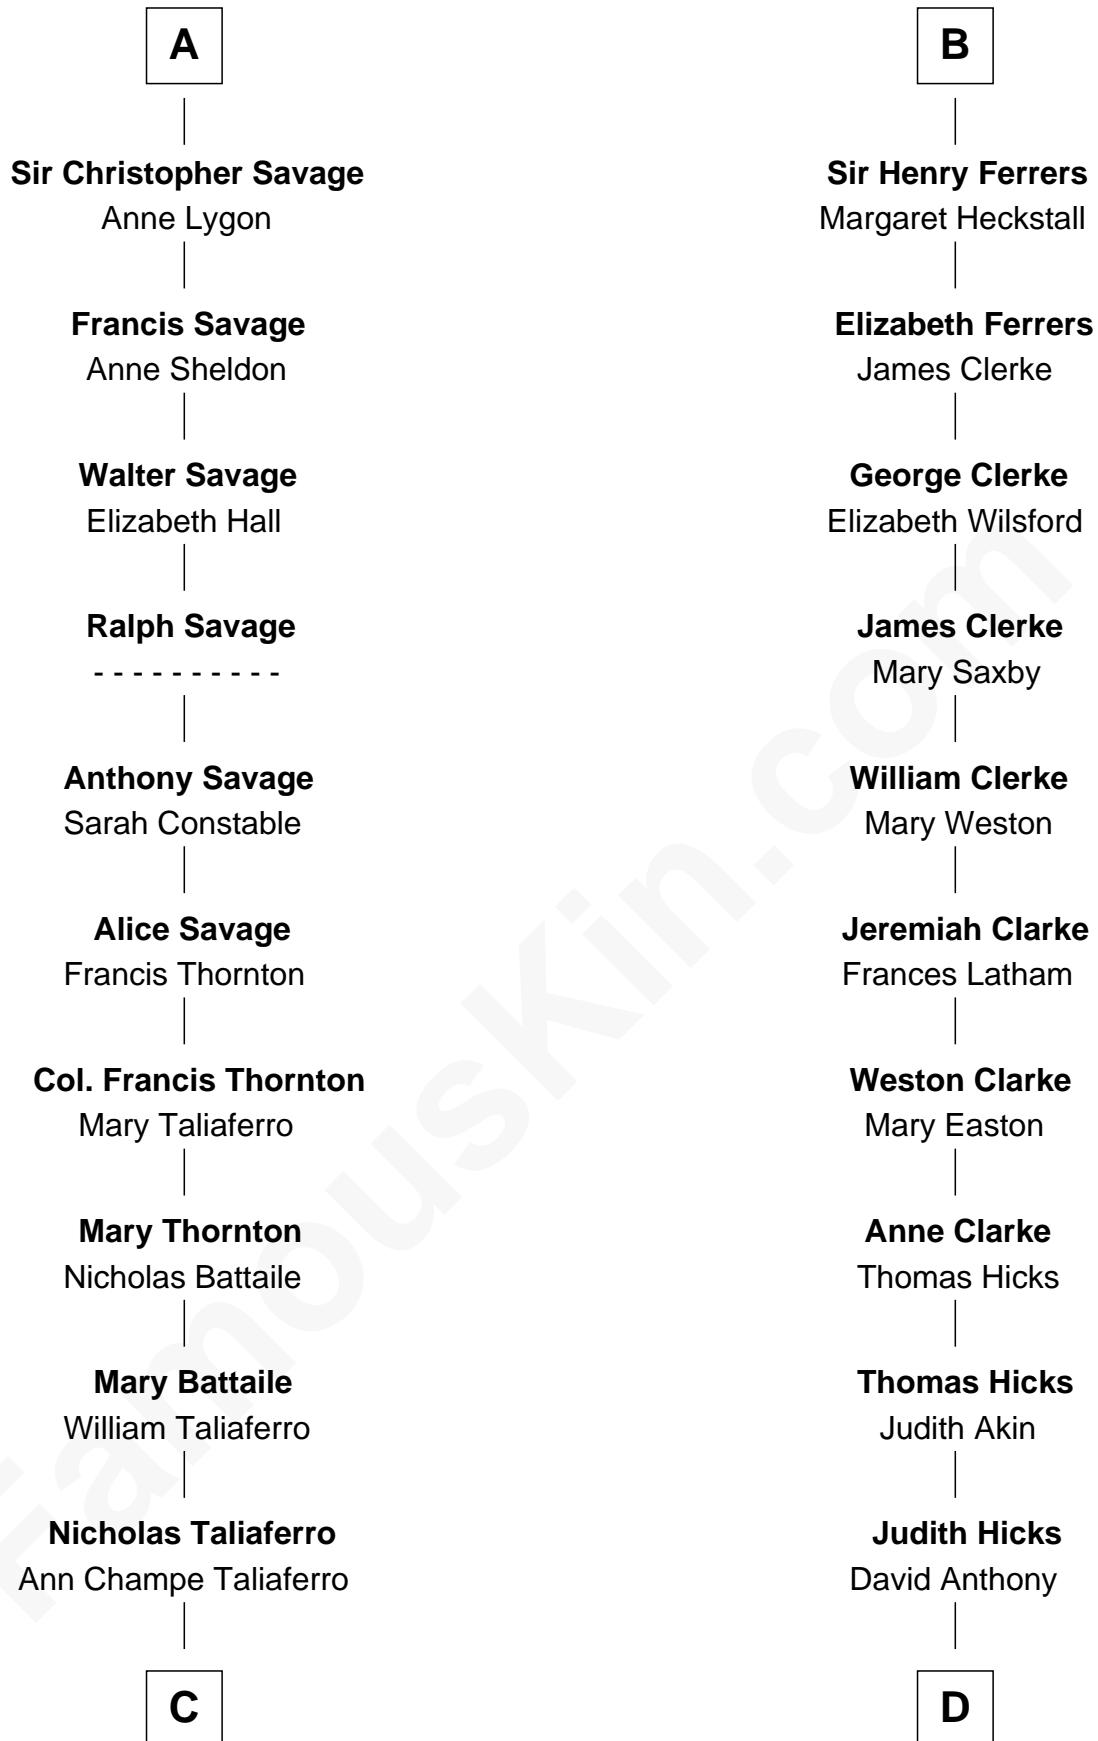 A
Sir Christopher Savage
Anne Lygon
Francis Savage
Anne Sheldon
Walter Savage
Elizabeth Hall
Ralph Savage
- - - - - - - - - -
Anthony Savage
Sarah Constable
Alice Savage
Francis Thornton
Col. Francis Thornton
Mary Taliaferro
Mary Thornton
Nicholas Battaile
Mary Battaile
William Taliaferro
Nicholas Taliaferro
Ann Champe Taliaferro
C
B
Sir Henry Ferrers
Margaret Heckstall
Elizabeth Ferrers
James Clerke
George Clerke
Elizabeth Wilsford
James Clerke
Mary Saxby
William Clerke
Mary Weston
Jeremiah Clarke
Frances Latham
Weston Clarke
Mary Easton
Anne Clarke
Thomas Hicks
Thomas Hicks
Judith Akin
Judith Hicks
David Anthony
D
FamousKin.com